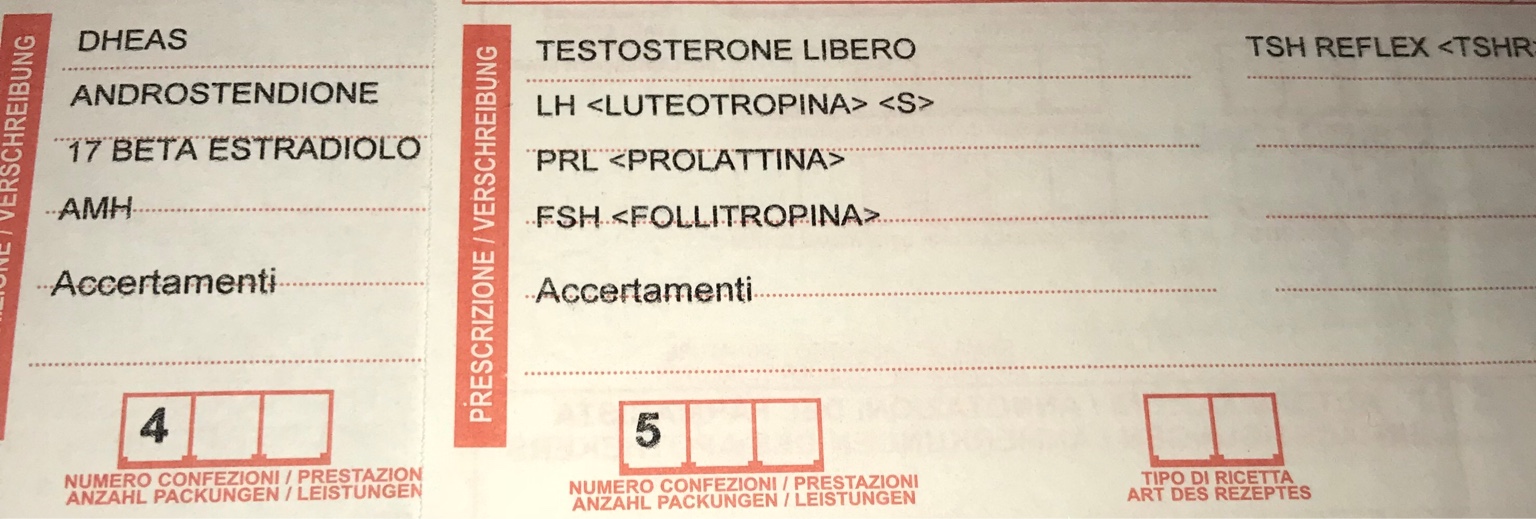 DHEAS
ANDROSTENDIONE
17 BETA ESTRADIOLO
AMH
Accertamenti
4
NUMERO CONFEZIONI / PRESTAZION
ANZAHL PACKUNGEN / LEISTUNGEN
/ VERSCHREIBUNG
PRESCRIZIONE / VERSCHREIBUNG
TESTOSTERONE LIBERO
TSH REFLEX <TSHR>
LH <LUTEOTROPINA> <S>
PRL <PROLATTINA>
FSH <FOLLITROPINA>
Accertamenti
5
NUMERO CONFEZIONI / PRESTAZIONI
ANZAHL PACKUNGEN / LEISTUNGEN
TIPO DI RICETTA
ART DES REZEPTES